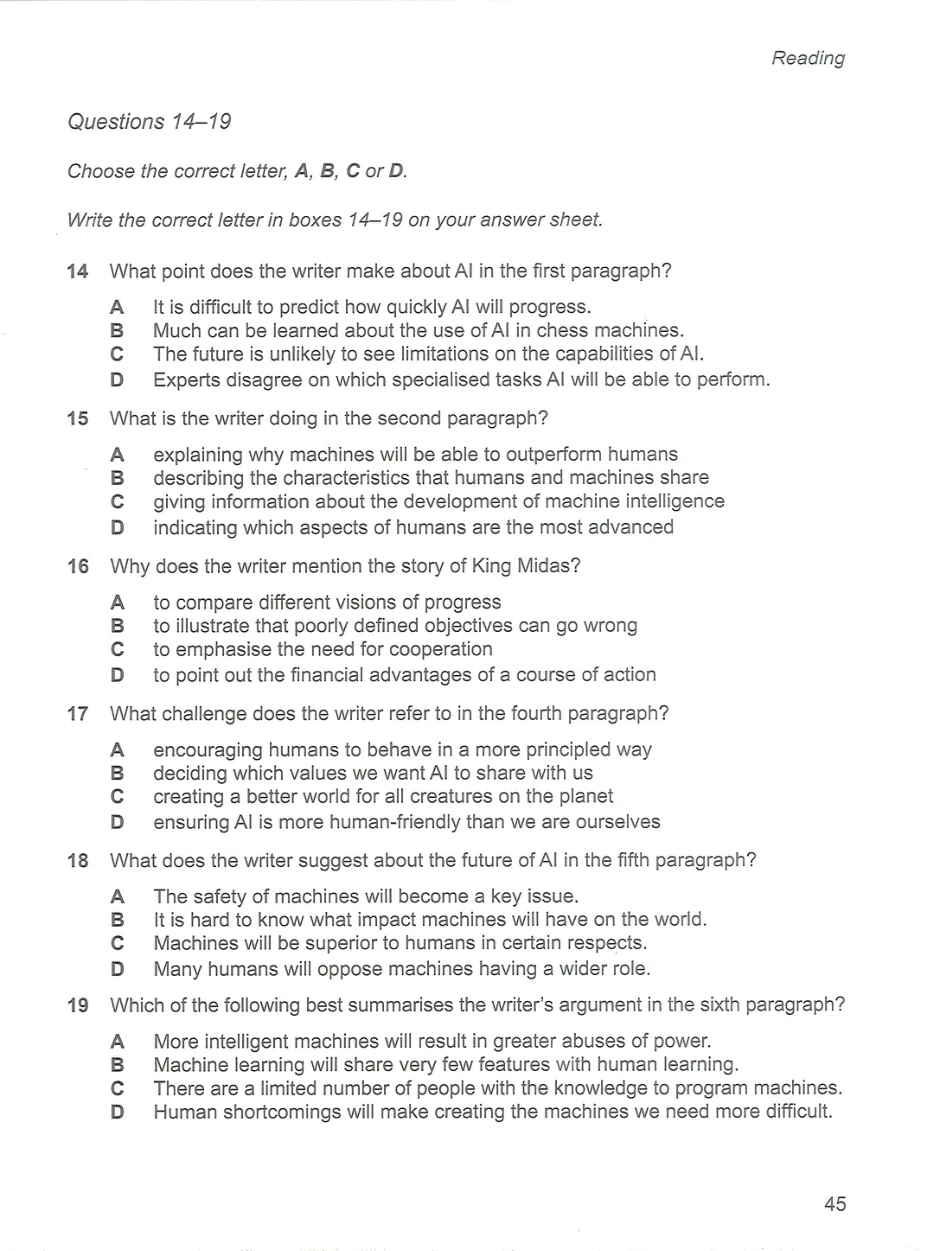 Reading
Questions 14–19
Choose the correct letter, A, B, C or D.
Write the correct letter in boxes 14–19 on your answer sheet.
14 What point does the writer make about AI in the first paragraph?
A It is difficult to predict how quickly AI will progress.
B Much can be learned about the use of AI in chess machines.
C The future is unlikely to see limitations on the capabilities of AI.
D Experts disagree on which specialised tasks AI will be able to perform.
15 What is the writer doing in the second paragraph?
A explaining why machines will be able to outperform humans
B describing the characteristics that humans and machines share
C giving information about the development of machine intelligence
D indicating which aspects of humans are the most advanced
16 Why does the writer mention the story of King Midas?
A to compare different visions of progress
B to illustrate that poorly defined objectives can go wrong
C to emphasise the need for cooperation
D to point out the financial advantages of a course of action
17 What challenge does the writer refer to in the fourth paragraph?
A encouraging humans to behave in a more principled way
B deciding which values we want AI to share with us
C creating a better world for all creatures on the planet
D ensuring AI is more human-friendly than we are ourselves
18 What does the writer suggest about the future of AI in the fifth paragraph?
A The safety of machines will become a key issue.
B It is hard to know what impact machines will have on the world.
C Machines will be superior to humans in certain respects.
D Many humans will oppose machines having a wider role.
19 Which of the following best summarises the writer's argument in the sixth paragraph?
A More intelligent machines will result in greater abuses of power.
B Machine learning will share very few features with human learning.
C There are a limited number of people with the knowledge to program machines.
D Human shortcomings will make creating the machines we need more difficult.
45